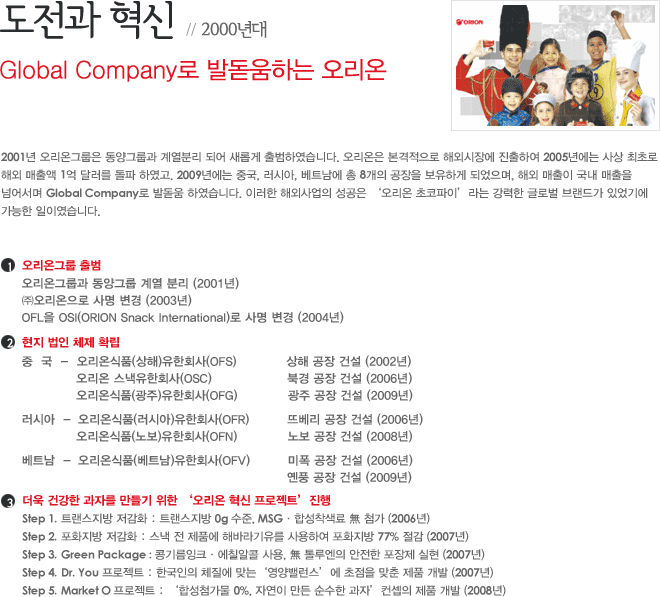 도전과 혁신 // 2000년대
ORION
Global Company로 발돋움하는 오리온
2001년 오리온그룹은 동양그룹과 계열분리 되어 새롭게 출범하였습니다. 오리온은 본격적으로 해외시장에 진출하여 2005년에는 사상 최초로
해외 매출액 1억 달러를 돌파 하였고, 2009년에는 중국, 러시아, 베트남에 총 8개의 공장을 보유하게 되었으며, 해외 매출이 국내 매출을
넘어서며 Global Company로 발돋움 하였습니다. 이러한 해외사업의 성공은 ‘오리온 초코파이’라는 강력한 글로벌 브랜드가 있었기에
가능한 일이였습니다.
1 오리온그룹 출범
오리온그룹과 동양그룹 계열 분리 (2001년)
㈜오리온으로 사명 변경 (2003년)
OFL을 OSI(ORION Snack International)로 사명 변경 (2004년)
2 현지 법인 체제 확립
중 국 - 오리온식품(상해)유한회사(OFS) 상해 공장 건설 (2002년)
오리온 스낵유한회사(OSC) 북경 공장 건설 (2006년)
오리온식품(광주)유한회사(OFG) 광주 공장 건설 (2009년)
러시아 - 오리온식품(러시아)유한회사(OFR) 뜨베리 공장 건설 (2006년)
오리온식품(노보)유한회사(OFN) 노보 공장 건설 (2008년)
베트남 - 오리온식품(베트남)유한회사(OFV) 미폭 공장 건설 (2006년)
옌풍 공장 건설 (2009년)
3 더욱 건강한 과자를 만들기 위한 ‘오리온 혁신 프로젝트’진행
Step 1. 트랜스지방 저감화 : 트랜스지방 0g 수준, MSG · 합성착색료 無 첨가 (2006년)
Step 2. 포화지방 저감화 : 스낵 전 제품에 해바라기유를 사용하여 포화지방 77% 절감 (2007년)
Step 3. Green Package : 콩기름잉크 · 에칠알콜 사용, 無 톨루엔의 안전한 포장제 실현 (2007년)
Step 4. Dr. You 프로젝트 : 한국인의 체질에 맞는 ‘영양밸런스’에 초점을 맞춘 제품 개발 (2007년)
Step 5. Market O 프로젝트 : ‘합성첨가물 0%, 자연이 만든 순수한 과자’컨셉의 제품 개발 (2008년)